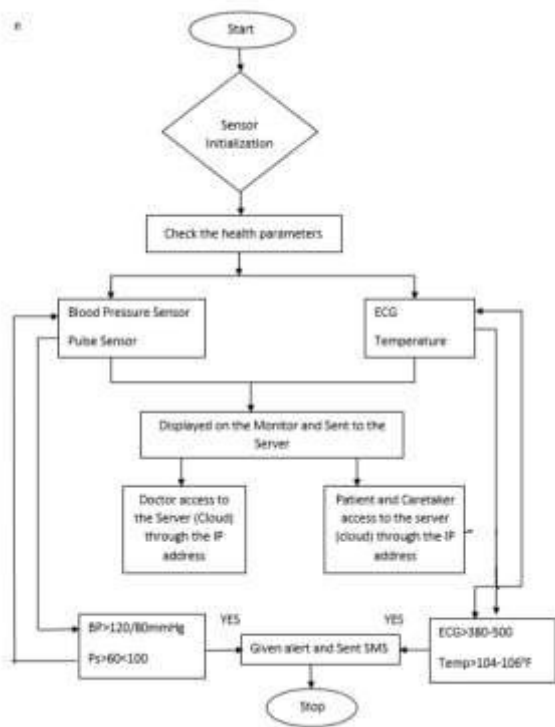 Start
Sensor
Initialization
Check the health parameters
Blood Pressure Sensor
Pulse Sensor
ECG
Temperature
Displayed on the Monitor and Sent to the
Server
Doctor access to
the Server (Cloud)
through the IP
address
Patient and Caretaker
access to the server
(cloud) through the IP
address
BP>120/80mmHg
Ps>60<100
YES
Given alert and Sent SMS
YES
ECG>380-500
Temp>104-106°F
Stop